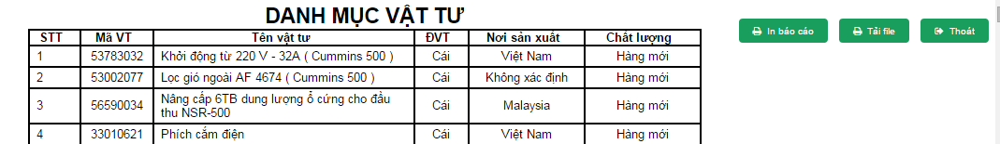 DANH MỤC VẬT TƯ
In báo cáo Tải file Thoát
STT Mã VT Tên vật tư ĐVT Nơi sản xuất Chất lượng
1 53783032 Khởi động từ 220 V - 32A ( Cummins 500 ) Cái Việt Nam Hàng mới
2 53002077 Lọc gió ngoài AF 4674 ( Cummins 500 ) Cái Không xác định Hàng mới
3 56590034 Nâng cấp 6TB dung lượng ổ cứng cho đầu thu NSR-500 Cái Malaysia Hàng mới
4 33010621 Phích cắm điện Cái Việt Nam Hàng mới